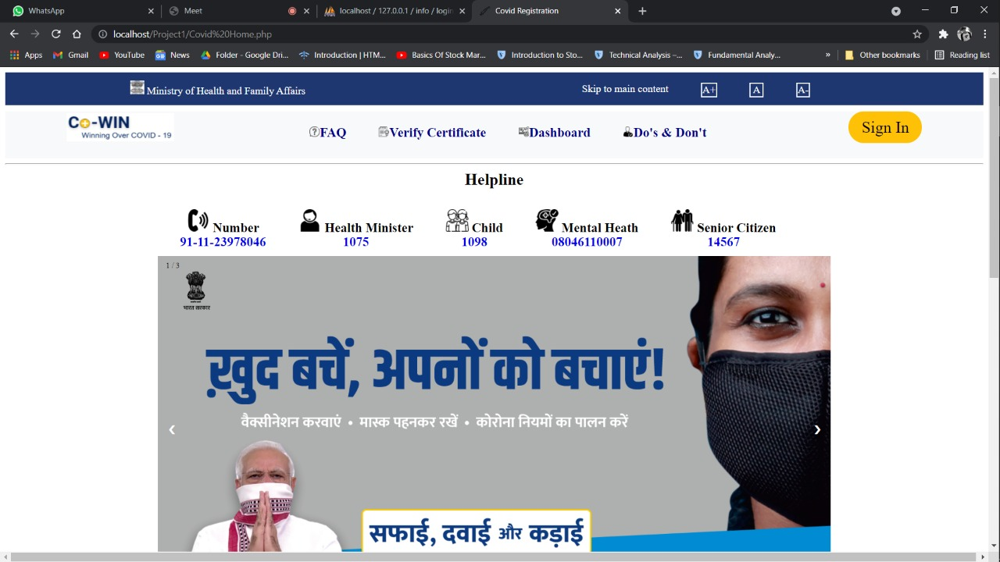 WhatsApp
Meet
localhost / 127.0.0.1 / info / login
Covid Registration
localhost/Project1/Covid%20Home.php
Apps
Gmail
YouTube
News
Folder - Google Dri...
Introduction | HTM...
Basics Of Stock Mar...
Introduction to Sto...
Technical Analysis –...
Fundamental Analy...
»
Other bookmarks
Reading list
Ministry of Health and Family Affairs
Skip to main content
A+
A
A-
Co-WIN
Winning Over COVID - 19
FAQ
Verify Certificate
Dashboard
Do's & Don't
Sign In
Helpline
Number
Health Minister
Child
Mental Heath
Senior Citizen
91-11-23978046
1075
1098
08046110007
14567
1 / 3
भारत सरकार
ख़ुद बचें, अपनों को बचाएं!
वैक्सीनेशन करवाएं • मास्क पहनकर रखें • कोरोना नियमों का पालन करें
सफाई, दवाई और कड़ाई